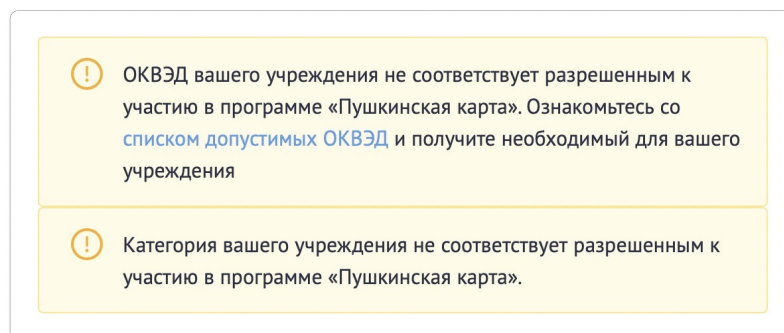 ОКВЭД вашего учреждения не соответствует разрешенным к
участию в программе «Пушкинская карта». Ознакомьтесь со
списком допустимых ОКВЭД и получите необходимый для вашего
учреждения
Категория вашего учреждения не соответствует разрешенным к
участию в программе «Пушкинская карта».